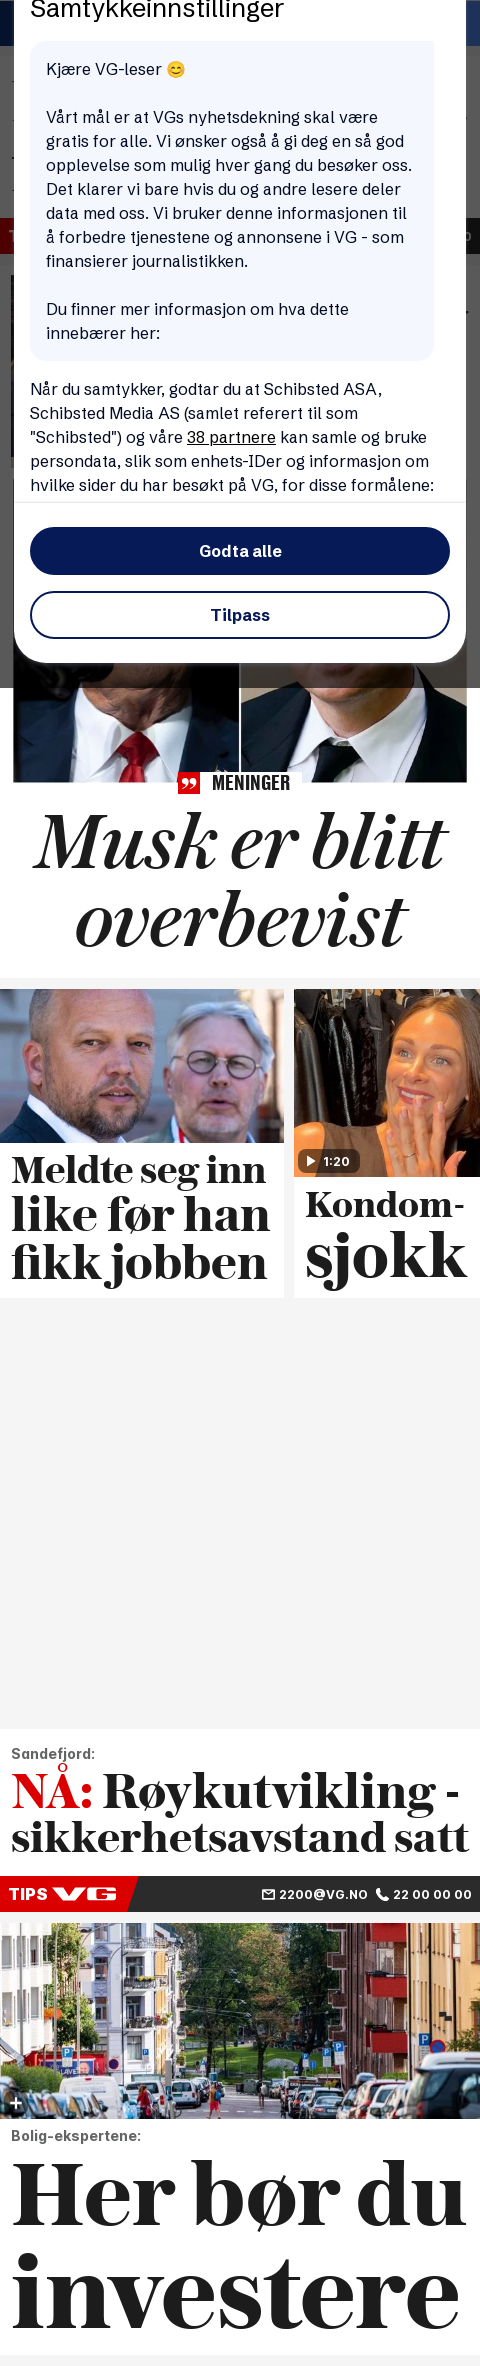 Samtykkeinnstillinger
Kjære VG-leser 😊
Vårt mål er at VGs nyhetsdekning skal være
gratis for alle. Vi ønsker også å gi deg en så god
opplevelse som mulig hver gang du besøker oss.
Det klarer vi bare hvis du og andre lesere deler
data med oss. Vi bruker denne informasjonen til
å forbedre tjenestene og annonsene i VG - som
finansierer journalistikken.
Du finner mer informasjon om hva dette
innebærer her:
Når du samtykker, godtar du at Schibsted ASA,
Schibsted Media AS (samlet referert til som
"Schibsted") og våre 38 partnere kan samle og bruke
persondata, slik som enhets-IDer og informasjon om
hvilke sider du har besøkt på VG, for disse formålene:
Godta alle
Tilpass
MENINGER
Musk er blitt
overbevist
Meldte seg inn
like før han
fikk jobben
1:20
Kondom-
sjokk
Sandefjord:
NÅ: Røykutvikling -
sikkerhetsavstand satt
TIPS VG 2200@VG.NO 22 00 00 00
Bolig-ekspertene:
Her bør du
investere